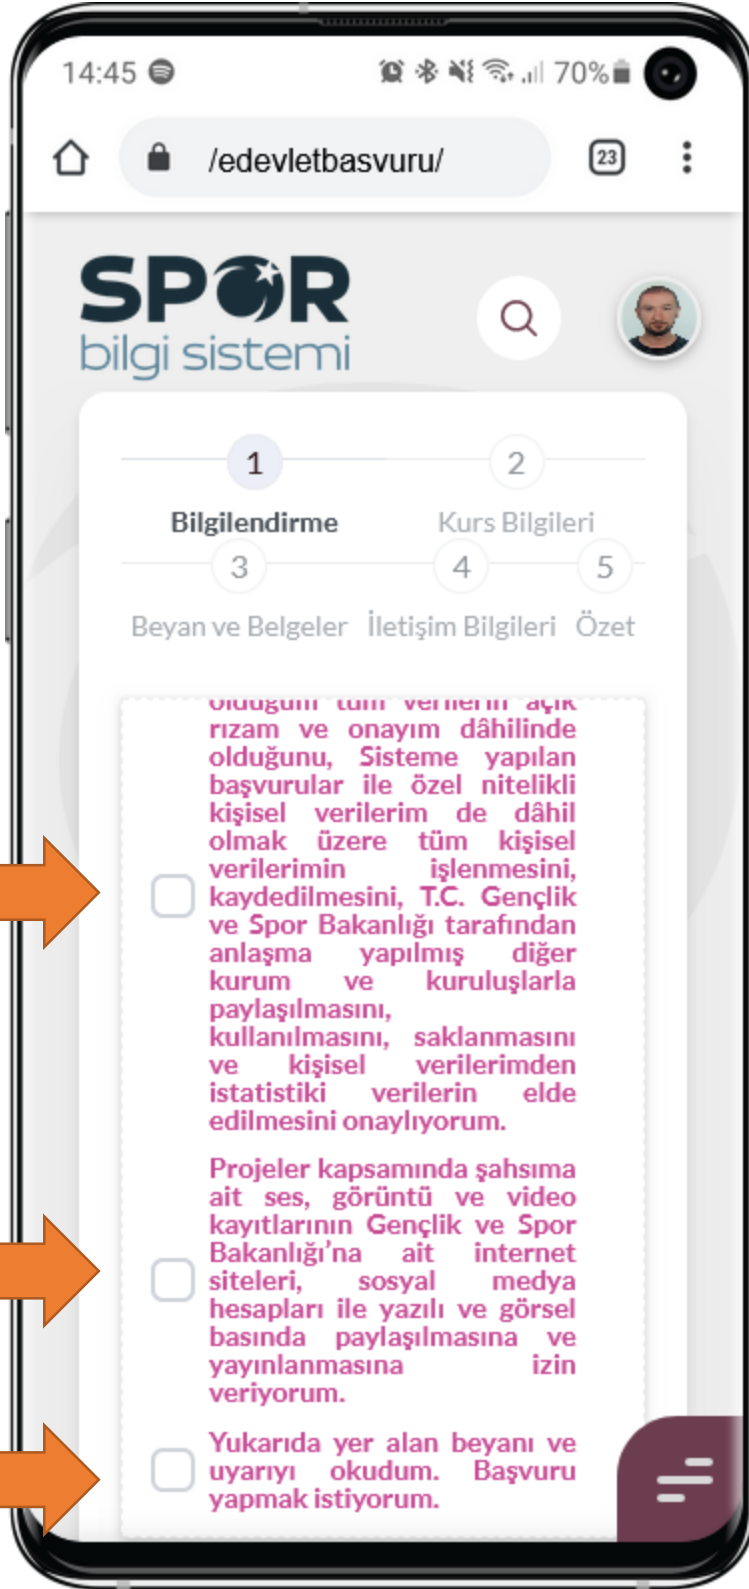 14:45
70%
/edevletbasvuru/
23
SPOR
bilgi sistemi
1
2
Bilgilendirme
Kurs Bilgileri
3
4
5
Beyan ve Belgeler
İletişim Bilgileri
Özet
olduğum tüm verilerin açık
rızam ve onayım dâhilinde
olduğunu, Sisteme yapılan
başvurular ile özel nitelikli
kişisel verilerim de dâhil
olmak üzere tüm kişisel
verilerimin işlenmesini,
kaydedilmesini, T.C. Gençlik
ve Spor Bakanlığı tarafından
anlaşma yapılmış diğer
kurum ve kuruluşlarla
paylaşılmasını,
kullanılmasını, saklanmasını
ve kişisel verilerimden
istatistiki verilerin elde
edilmesini onaylıyorum.
Projeler kapsamında şahsıma
ait ses, görüntü ve video
kayıtlarının Gençlik ve Spor
Bakanlığı’na ait internet
siteleri, sosyal medya
hesapları ile yazılı ve görsel
basında paylaşılmasına ve
yayınlanmasına izin
veriyorum.
Yukarıda yer alan beyanı ve
uyarıyı okudum. Başvuru
yapmak istiyorum.